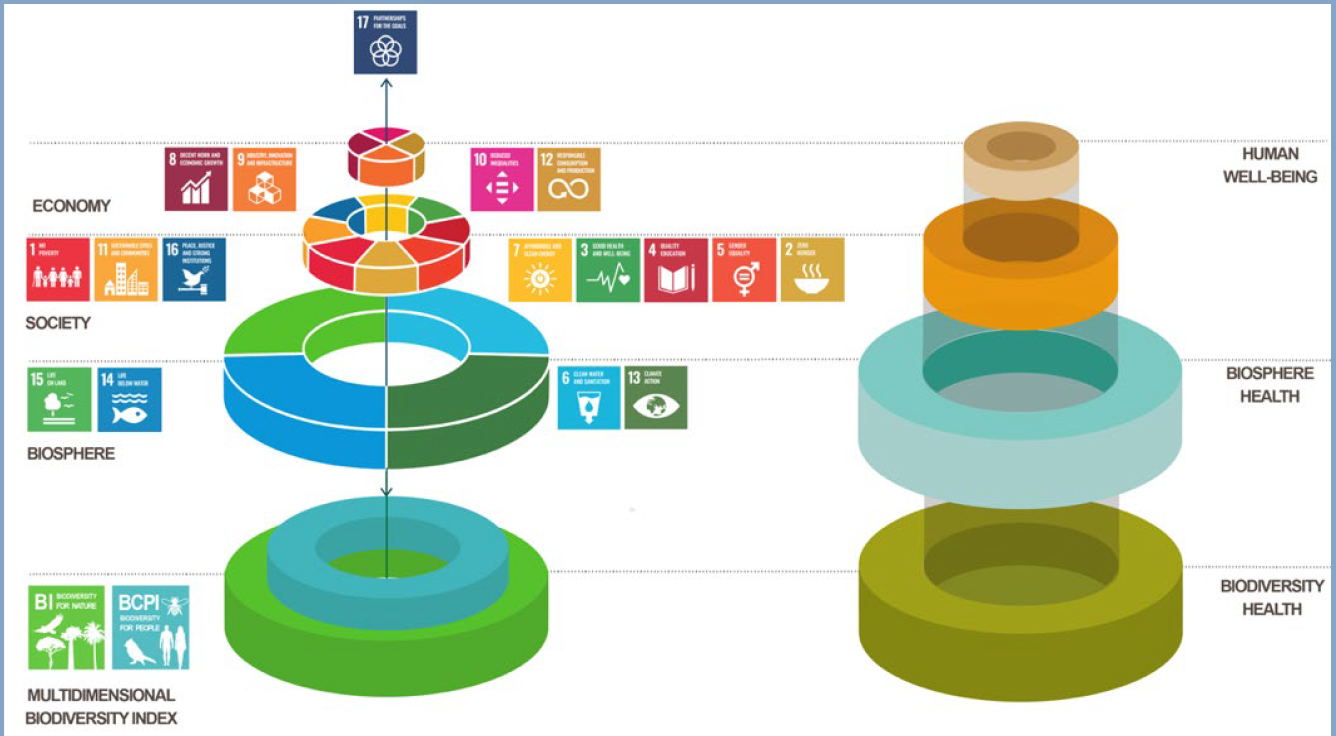 17 PARTNERSHIPS
FOR THE GOALS
8 DECENT WORK AND
ECONOMIC GROWTH
9 INDUSTRY, INNOVATION
AND INFRASTRUCTURE
10 REDUCED
INEQUALITIES
12 RESPONSIBLE
CONSUMPTION
AND PRODUCTION
HUMAN
WELL-BEING
ECONOMY
1 NO
POVERTY
11 SUSTAINABLE CITIES
AND COMMUNITIES
16 PEACE, JUSTICE
AND STRONG
INSTITUTIONS
7 AFFORDABLE AND
CLEAN ENERGY
3 GOOD HEALTH
AND WELL-BEING
4 QUALITY
EDUCATION
5 GENDER
EQUALITY
2 ZERO
HUNGER
SOCIETY
15 LIFE
ON LAND
14 LIFE
BELOW WATER
6 CLEAN WATER
AND SANITATION
13 CLIMATE
ACTION
BIOSPHERE
HEALTH
BIOSPHERE
BI BIODIVERSITY
FOR NATURE
BCPI
BIODIVERSITY
FOR PEOPLE
BIODIVERSITY
HEALTH
MULTIDIMENSIONAL
BIODIVERSITY INDEX